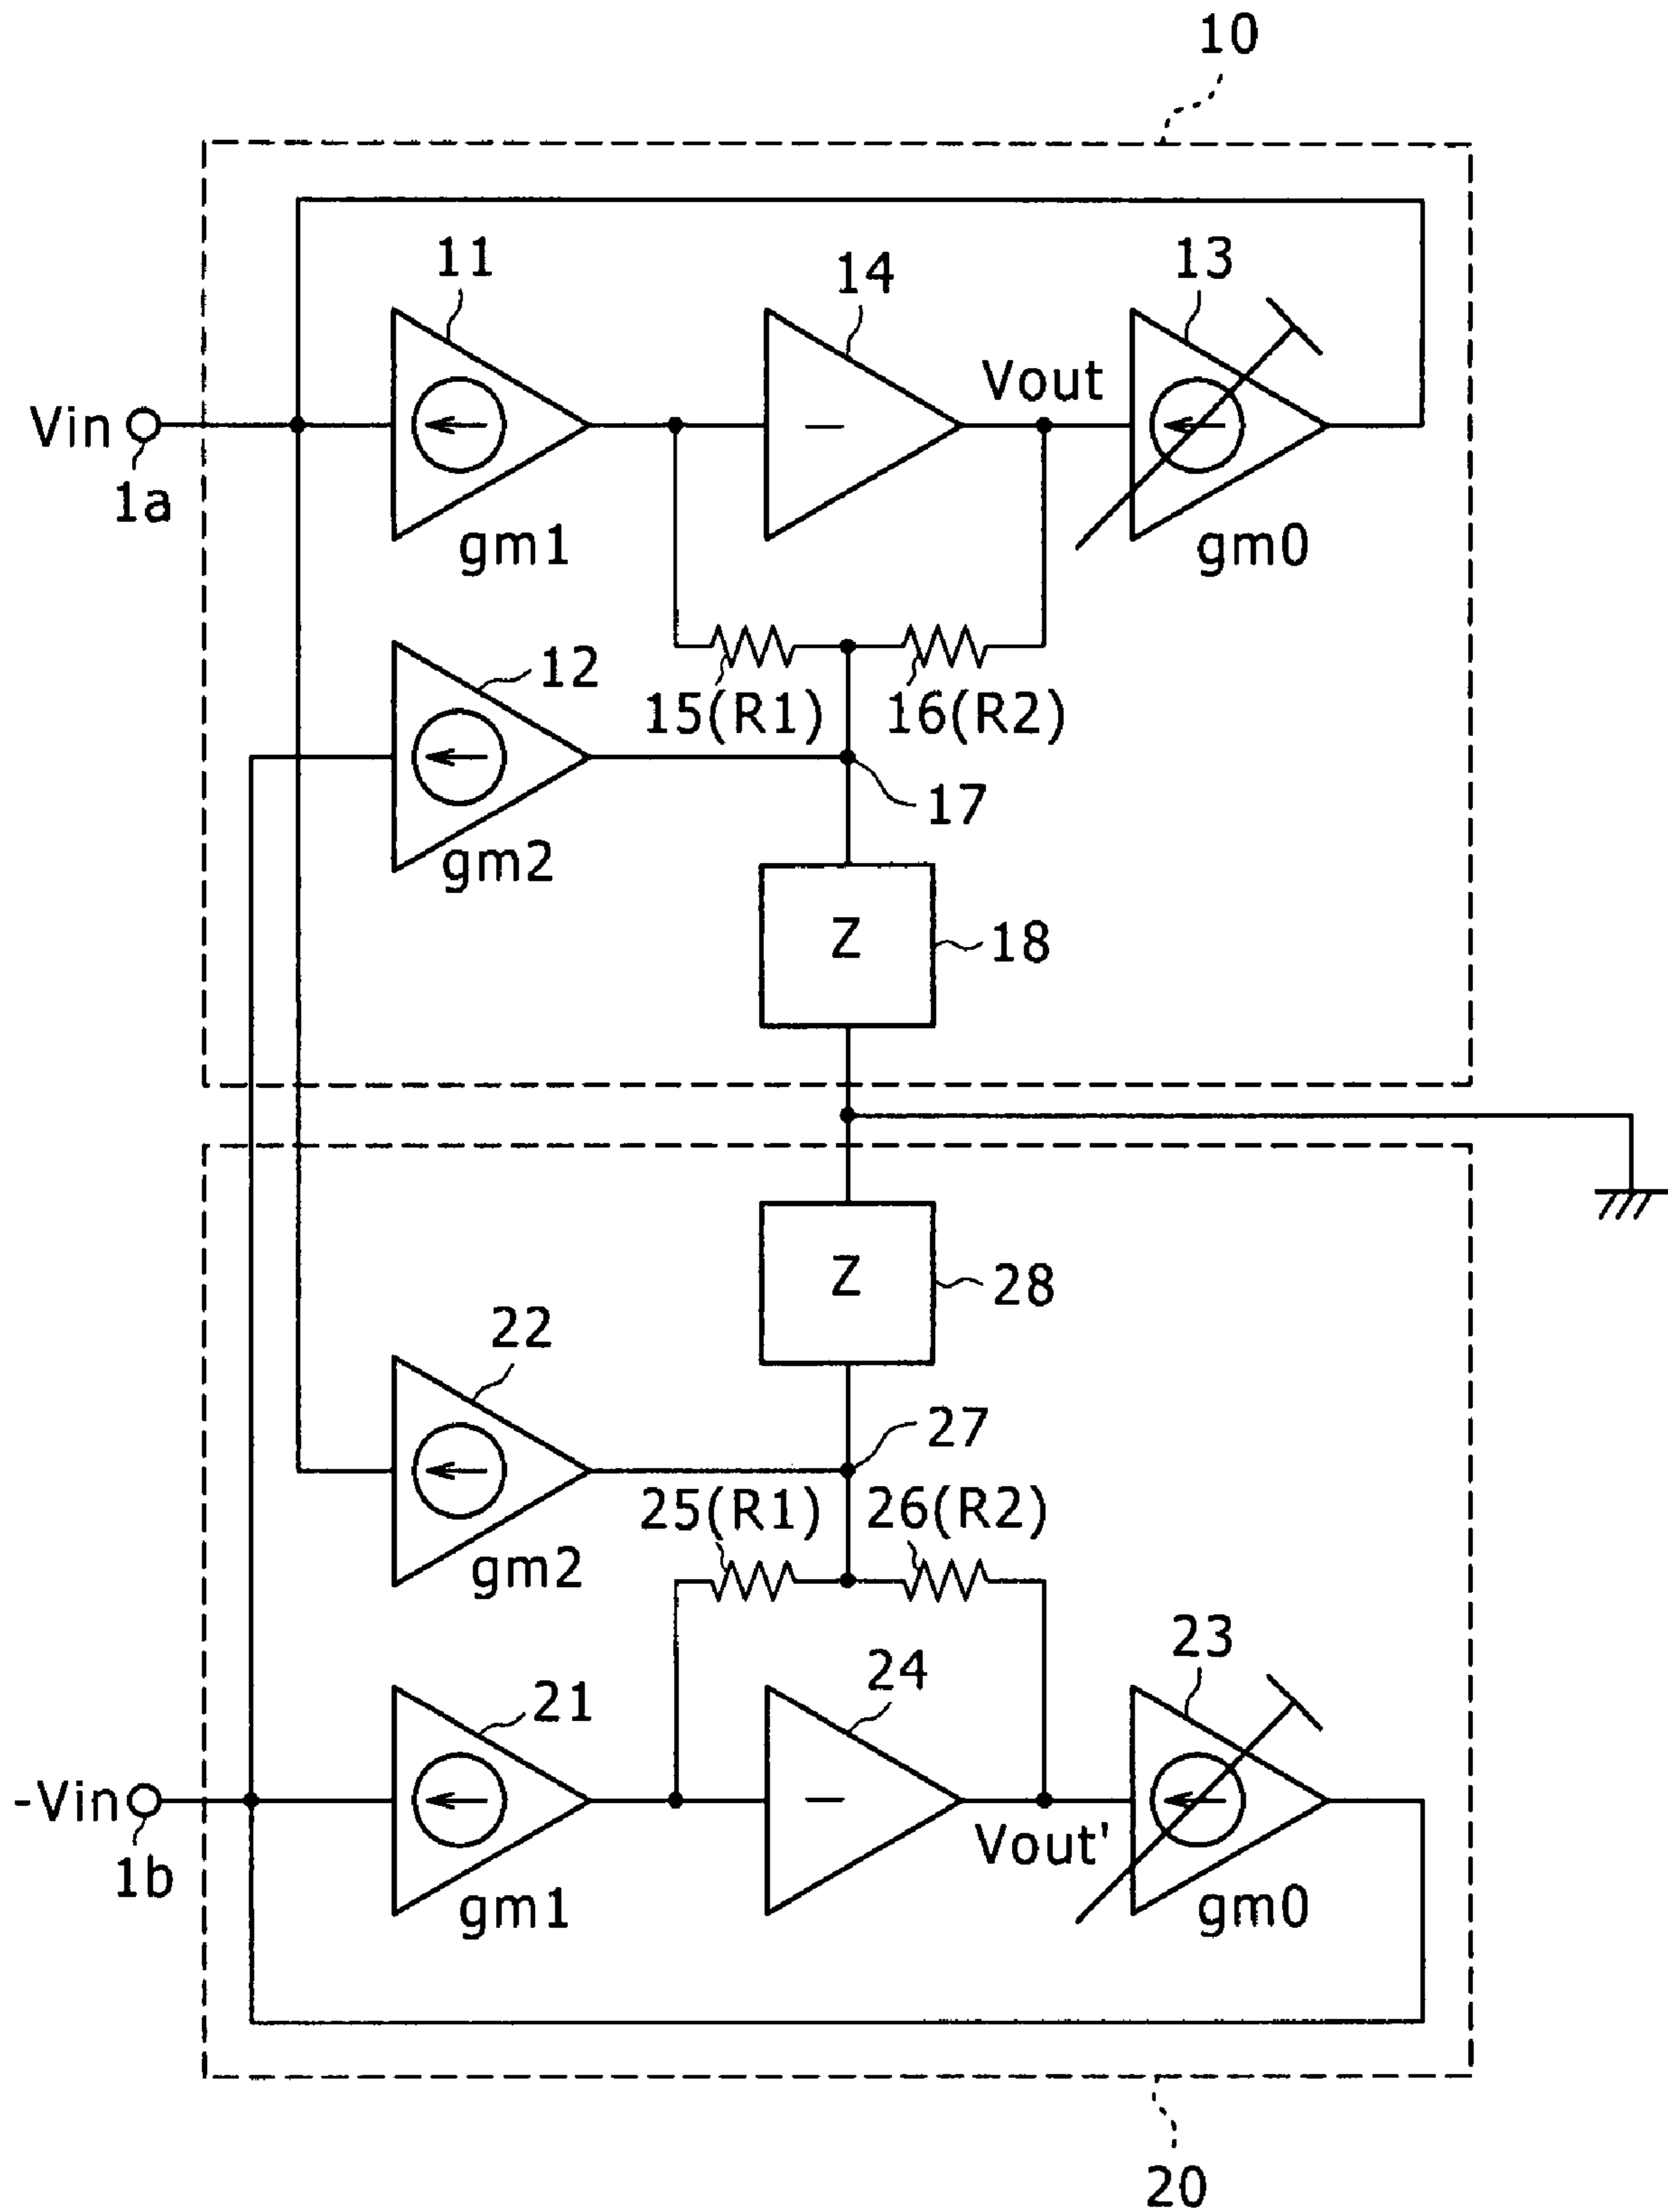 10
11
14
13
Vout
Vin
1a
gm1
gm0
12
15(R1)
16(R2)
17
gm2
Z
18
Z
28
22
27
25(R1)
26(R2)
gm2
23
24
21
-Vin
Vout'
1b
gm1
gm0
20